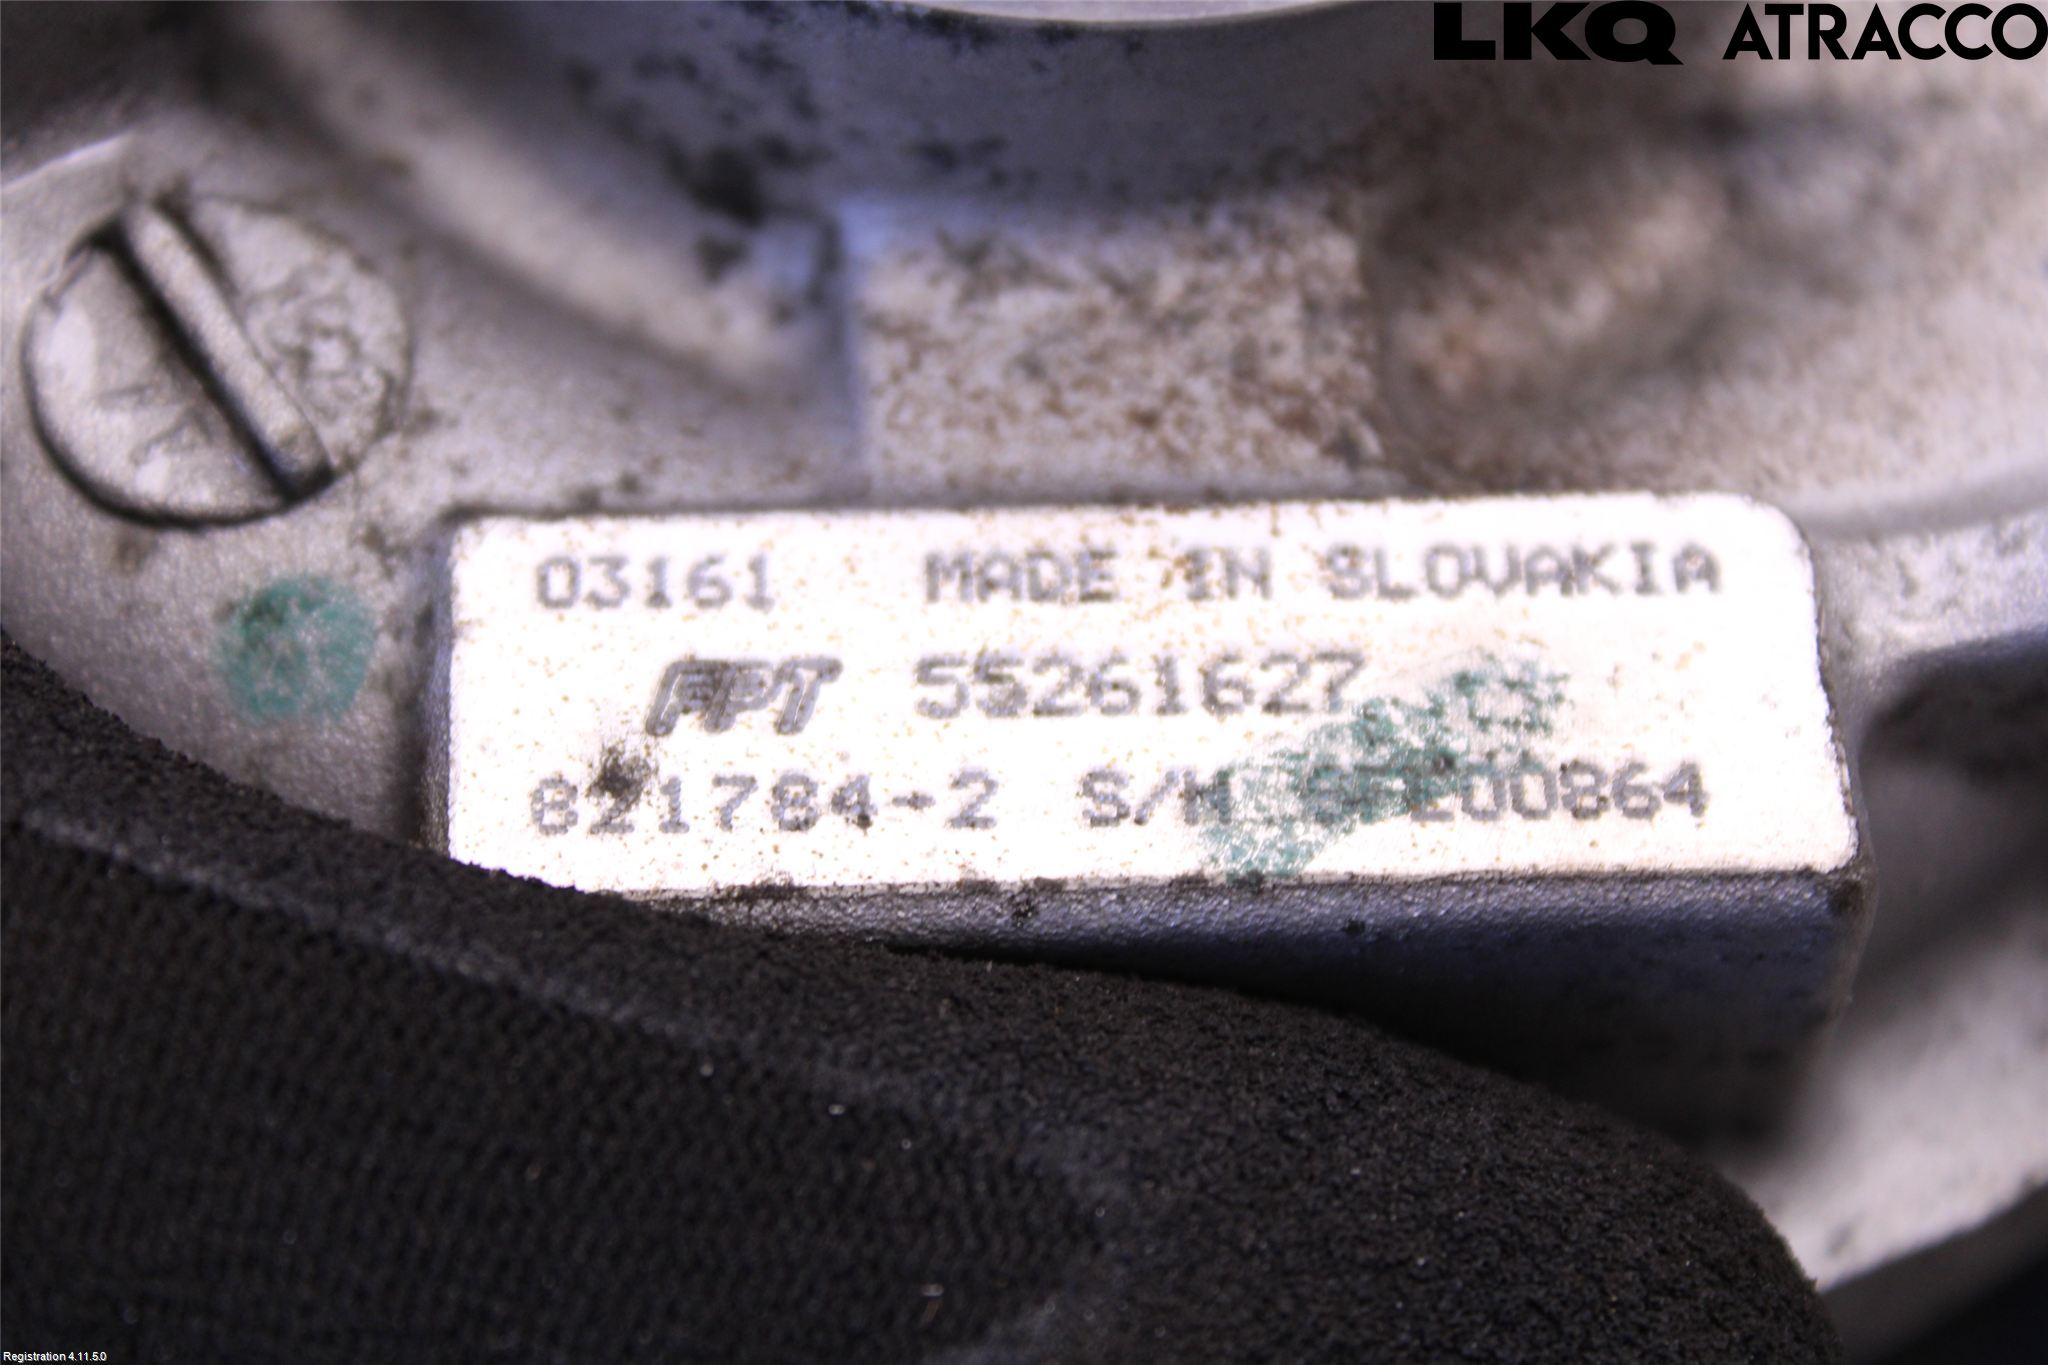 LKQ ATRACCO
03161 MADE IN SLOVAKIA
FPT 55261627
821784-2 S/N
Registration 4.11.5.0